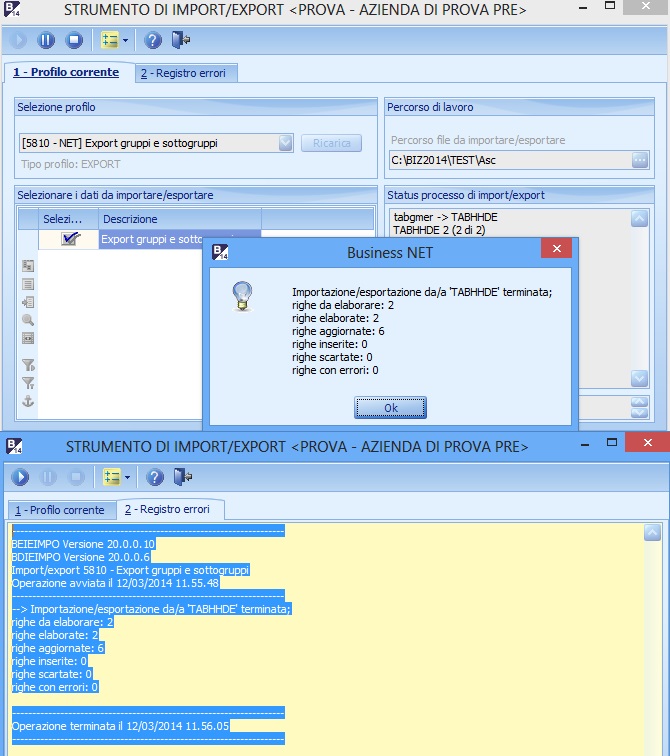 B
14
STRUMENTO DI IMPORT/EXPORT <PROVA - AZIENDA DI PROVA PRE>
1 - Profilo corrente
2 - Registro errori
Selezione profilo
[5810 - NET] Export gruppi e sottogruppi
Ricarica
Tipo profilo: EXPORT
Percorso di lavoro
Percorso file da importare/esportare
C:\BIZ2014\TEST\Asc
Selezionare i dati da importare/esportare
Selezi... Descrizione
Export gruppi e sotto
Status processo di import/export
tabgmer -> TABHHDE
TABHHDE 2 (2 di 2)
B
14
Business NET
Importazione/esportazione da/a 'TABHHDE' terminata;
righe da elaborare: 2
righe elaborate: 2
righe aggiornate: 6
righe inserite: 0
righe scartate: 0
righe con errori: 0
Ok
B
14
STRUMENTO DI IMPORT/EXPORT <PROVA - AZIENDA DI PROVA PRE>
1 - Profilo corrente
2 - Registro errori
BEIEIMPO Versione 20.0.0.10
BDIEIMPO Versione 20.0.0.6
Import/export 5810 - Export gruppi e sottogruppi
Operazione avviata il 12/03/2014 11.55.48
--> Importazione/esportazione da/a 'TABHHDE' terminata;
righe da elaborare: 2
righe elaborate: 2
righe aggiornate: 6
righe inserite: 0
righe scartate: 0
righe con errori: 0
Operazione terminata il 12/03/2014 11.56.05